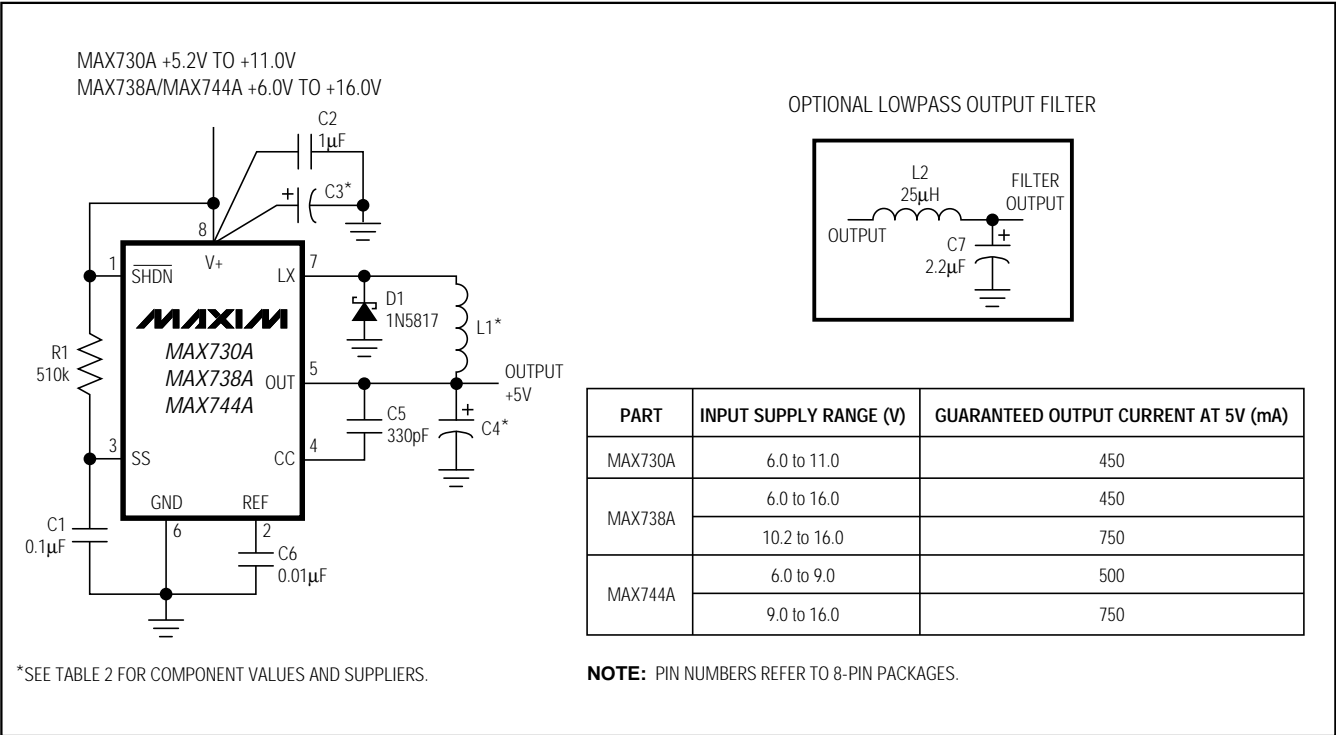 MAX730A +5.2V TO +11.0V
MAX738A/MAX744A +6.0V TO +16.0V
C2
1µF
+
C3*
8
1
SHDN
V+
LX
7
MAXIM
MAX730A
MAX738A
MAX744A
D1
1N5817
L1*
R1
510k
OUT
5
OUTPUT
+5V
C5
330pF
+
C4*
3
SS
CC
4
GND
REF
6
2
C1
0.1µF
C6
0.01µF
*SEE TABLE 2 FOR COMPONENT VALUES AND SUPPLIERS.
OPTIONAL LOWPASS OUTPUT FILTER
L2
25µH
FILTER
OUTPUT
OUTPUT
+
C7
2.2µF
PART INPUT SUPPLY RANGE (V) GUARANTEED OUTPUT CURRENT AT 5V (mA)
MAX730A 6.0 to 11.0 450
MAX738A
6.0 to 16.0 450
10.2 to 16.0 750
MAX744A
6.0 to 9.0 500
9.0 to 16.0 750
NOTE: PIN NUMBERS REFER TO 8-PIN PACKAGES.